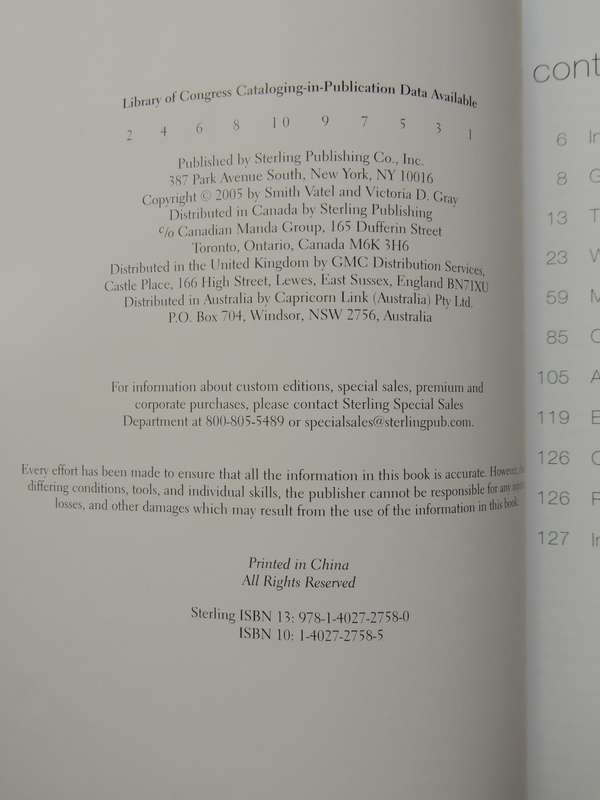 Library of Congress Cataloging-in-Publication Data Available
2 4 6 8 10 9 7 5 3 1
Published by Sterling Publishing Co., Inc.
387 Park Avenue South, New York, NY 10016
Copyright © 2005 by Smith Vatel and Victoria D. Gray
Distributed in Canada by Sterling Publishing
c/o Canadian Manda Group, 165 Dufferin Street
Toronto, Ontario, Canada M6K 3H6
Distributed in the United Kingdom by GMC Distribution Services,
Castle Place, 166 High Street, Lewes, East Sussex, England BN71XU
Distributed in Australia by Capricorn Link (Australia) Pty Ltd.
P.O. Box 704, Windsor, NSW 2756, Australia
For information about custom editions, special sales, premium and
corporate purchases, please contact Sterling Special Sales
Department at 800-805-5489 or specialsales@sterlingpub.com.
Every effort has been made to ensure that all the information in this book is accurate. However,
differing conditions, tools, and individual skills, the publisher cannot be responsible for any
losses, and other damages which may result from the use of the information in this book.
Printed in China
All Rights Reserved
Sterling ISBN 13: 978-1-4027-2758-0
ISBN 10: 1-4027-2758-5
cont
6 In
8 G
13 T
23 W
59 M
85
105 A
119
126
126
127 In